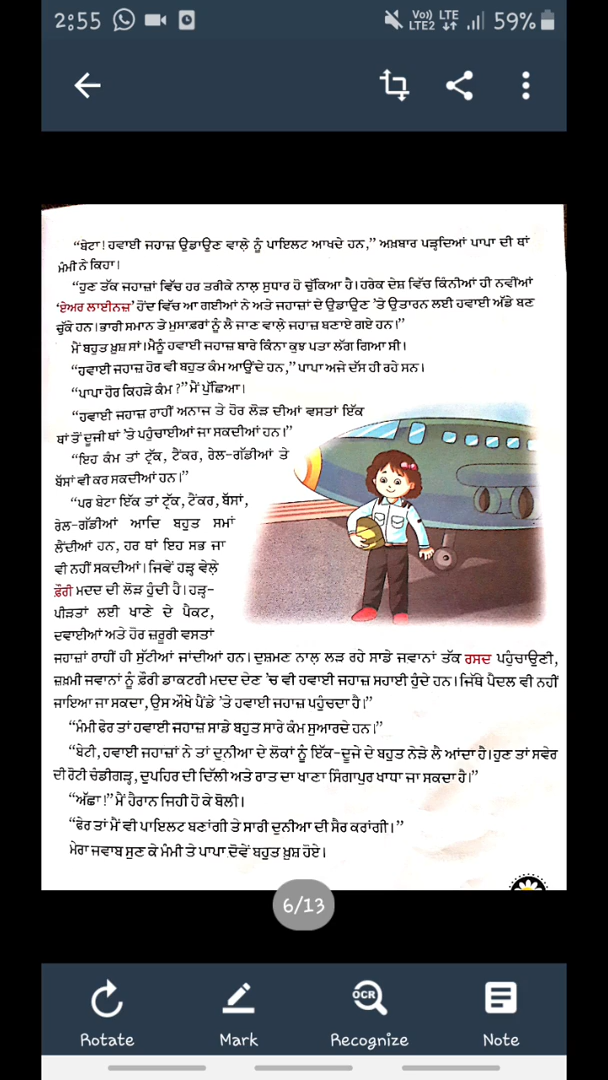 2:55
Vo)) LTE
LTE2
59%
“ਬੇਟਾ! ਹਵਾਈ ਜਹਾਜ਼ ਉਡਾਉਣ ਵਾਲ਼ੇ ਨੂੰ ਪਾਇਲਟ ਆਖਦੇ ਹਨ,” ਅਖ਼ਬਾਰ ਪੜ੍ਹਦਿਆਂ ਪਾਪਾ ਦੀ ਥਾਂ
ਮੰਮੀ ਨੇ ਕਿਹਾ।
“ਹੁਣ ਤੱਕ ਜਹਾਜ਼ਾਂ ਵਿੱਚ ਹਰ ਤਰੀਕੇ ਨਾਲ਼ ਸੁਧਾਰ ਹੋ ਚੁੱਕਿਆ ਹੈ। ਹਰੇਕ ਦੇਸ਼ ਵਿੱਚ ਕਿੰਨੀਆਂ ਹੀ ਨਵੀਂਆਂ
‘ਏਅਰ ਲਾਈਨਜ਼’ ਹੋਂਦ ਵਿੱਚ ਆ ਗਈਆਂ ਨੇ ਅਤੇ ਜਹਾਜ਼ਾਂ ਦੇ ਉਡਾਉਣ ’ਤੇ ਉਤਾਰਨ ਲਈ ਹਵਾਈ ਅੱਡੇ ਬਣ
ਚੁੱਕੇ ਹਨ। ਭਾਰੀ ਸਮਾਨ ਤੇ ਮੁਸਾਫ਼ਰਾਂ ਨੂੰ ਲੈ ਜਾਣ ਵਾਲ਼ੇ ਜਹਾਜ਼ ਬਣਾਏ ਗਏ ਹਨ।”
ਮੈਂ ਬਹੁਤ ਖ਼ੁਸ਼ ਸਾਂ। ਮੈਨੂੰ ਹਵਾਈ ਜਹਾਜ਼ ਬਾਰੇ ਕਿੰਨਾ ਕੁਝ ਪਤਾ ਲੱਗ ਗਿਆ ਸੀ।
“ਹਵਾਈ ਜਹਾਜ਼ ਹੋਰ ਵੀ ਬਹੁਤ ਕੰਮ ਆਉਂਦੇ ਹਨ,” ਪਾਪਾ ਅਜੇ ਦੱਸ ਹੀ ਰਹੇ ਸਨ।
“ਪਾਪਾ ਹੋਰ ਕਿਹੜੇ ਕੰਮ?” ਮੈਂ ਪੁੱਛਿਆ।
“ਹਵਾਈ ਜਹਾਜ਼ ਰਾਹੀਂ ਅਨਾਜ ਤੇ ਹੋਰ ਲੋੜ ਦੀਆਂ ਵਸਤਾਂ ਇੱਕ
ਥਾਂ ਤੋਂ ਦੂਜੀ ਥਾਂ ’ਤੇ ਪਹੁੰਚਾਈਆਂ ਜਾ ਸਕਦੀਆਂ ਹਨ।”
“ਇਹ ਕੰਮ ਤਾਂ ਟ੍ਰੱਕ, ਟੈਂਕਰ, ਰੇਲ-ਗੱਡੀਆਂ ਤੇ
ਬੱਸਾਂ ਵੀ ਕਰ ਸਕਦੀਆਂ ਹਨ।”
“ਪਰ ਬੇਟਾ ਇੱਕ ਤਾਂ ਟ੍ਰੱਕ, ਟੈਂਕਰ, ਬੱਸਾਂ,
ਰੇਲ-ਗੱਡੀਆਂ ਆਦਿ ਬਹੁਤ ਸਮਾਂ
ਲੈਂਦੀਆਂ ਹਨ, ਹਰ ਥਾਂ ਇਹ ਸਭ ਜਾ
ਵੀ ਨਹੀਂ ਸਕਦੀਆਂ। ਜਿਵੇਂ ਹੜ੍ਹ ਵੇਲ਼ੇ
ਫ਼ੌਰੀ ਮਦਦ ਦੀ ਲੋੜ ਹੁੰਦੀ ਹੈ। ਹੜ੍ਹ-
ਪੀੜਤਾਂ ਲਈ ਖਾਣੇ ਦੇ ਪੈਕਟ,
ਦਵਾਈਆਂ ਅਤੇ ਹੋਰ ਜ਼ਰੂਰੀ ਵਸਤਾਂ
ਜਹਾਜ਼ਾਂ ਰਾਹੀਂ ਹੀ ਸੁੱਟੀਆਂ ਜਾਂਦੀਆਂ ਹਨ। ਦੁਸ਼ਮਣ ਨਾਲ਼ ਲੜ ਰਹੇ ਸਾਡੇ ਜਵਾਨਾਂ ਤੱਕ ਰਸਦ ਪਹੁੰਚਾਉਣੀ,
ਜ਼ਖ਼ਮੀ ਜਵਾਨਾਂ ਨੂੰ ਫ਼ੌਰੀ ਡਾਕਟਰੀ ਮਦਦ ਦੇਣ ’ਚ ਵੀ ਹਵਾਈ ਜਹਾਜ਼ ਸਹਾਈ ਹੁੰਦੇ ਹਨ। ਜਿੱਥੇ ਪੈਦਲ ਵੀ ਨਹੀਂ
ਜਾਇਆ ਜਾ ਸਕਦਾ, ਉਸ ਔਖੇ ਪੈਂਡੇ ’ਤੇ ਹਵਾਈ ਜਹਾਜ਼ ਪਹੁੰਚਦਾ ਹੈ।”
“ਮੰਮੀ ਫੇਰ ਤਾਂ ਹਵਾਈ ਜਹਾਜ਼ ਸਾਡੇ ਬਹੁਤ ਸਾਰੇ ਕੰਮ ਸੁਆਰਦੇ ਹਨ।”
“ਬੇਟੀ, ਹਵਾਈ ਜਹਾਜ਼ਾਂ ਨੇ ਤਾਂ ਦੁਨੀਆ ਦੇ ਲੋਕਾਂ ਨੂੰ ਇੱਕ-ਦੂਜੇ ਦੇ ਬਹੁਤ ਨੇੜੇ ਲੈ ਆਂਦਾ ਹੈ। ਹੁਣ ਤਾਂ ਸਵੇਰ
ਦੀ ਰੋਟੀ ਚੰਡੀਗੜ੍ਹ, ਦੁਪਹਿਰ ਦੀ ਦਿੱਲੀ ਅਤੇ ਰਾਤ ਦਾ ਖਾਣਾ ਸਿੰਗਾਪੁਰ ਖਾਧਾ ਜਾ ਸਕਦਾ ਹੈ।”
“ਅੱਛਾ!” ਮੈਂ ਹੈਰਾਨ ਜਿਹੀ ਹੋ ਕੇ ਬੋਲੀ।
“ਫੇਰ ਤਾਂ ਮੈਂ ਵੀ ਪਾਇਲਟ ਬਣਾਂਗੀ ਤੇ ਸਾਰੀ ਦੁਨੀਆ ਦੀ ਸੈਰ ਕਰਾਂਗੀ।”
ਮੇਰਾ ਜਵਾਬ ਸੁਣ ਕੇ ਮੰਮੀ ਤੇ ਪਾਪਾ ਦੋਵੇਂ ਬਹੁਤ ਖ਼ੁਸ਼ ਹੋਏ।
6/13
OCR
Rotate
Mark
Recognize
Note